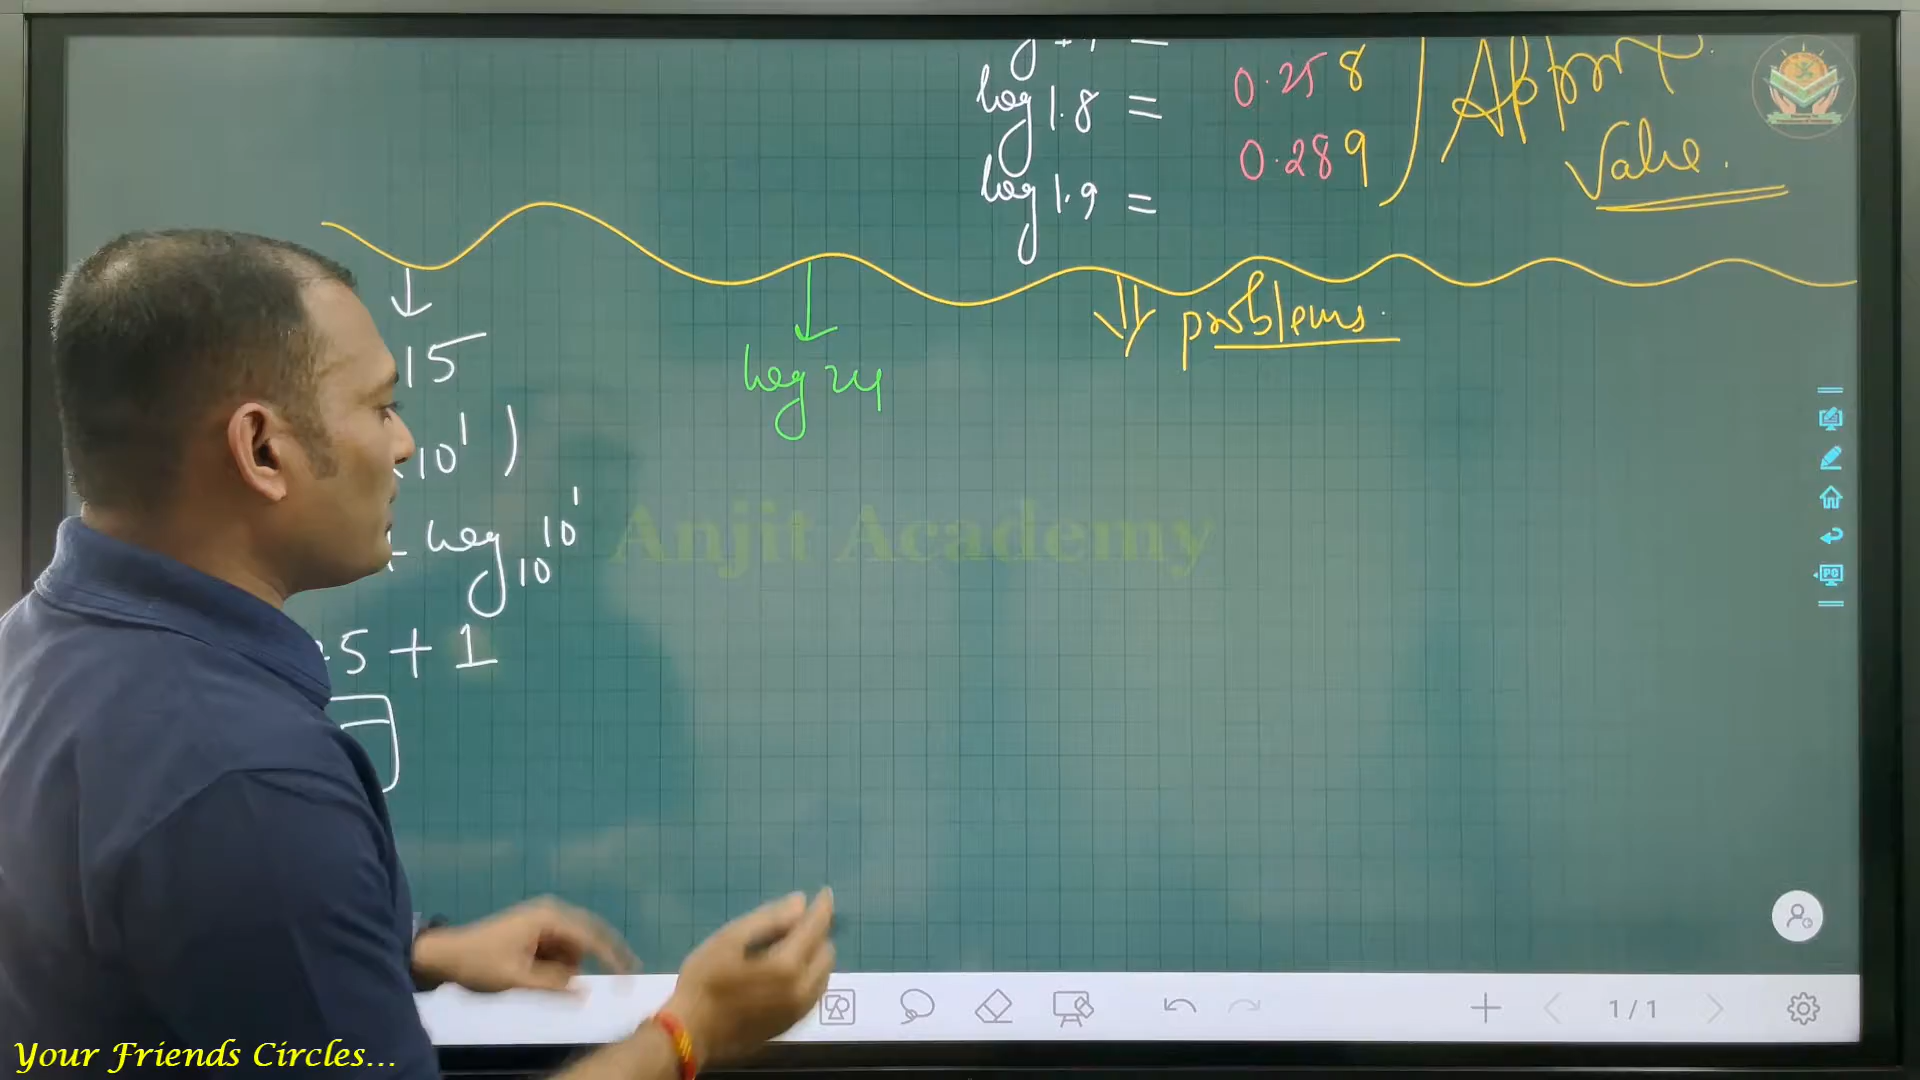 log 1.8 = 0.258
log 1.9 = 0.289
Approx.
Value.
problems.
15
10¹ )
log₁₀ 10¹
5 + 1
log 24
Anjit Academy
1 / 1
Your Friends Circles...